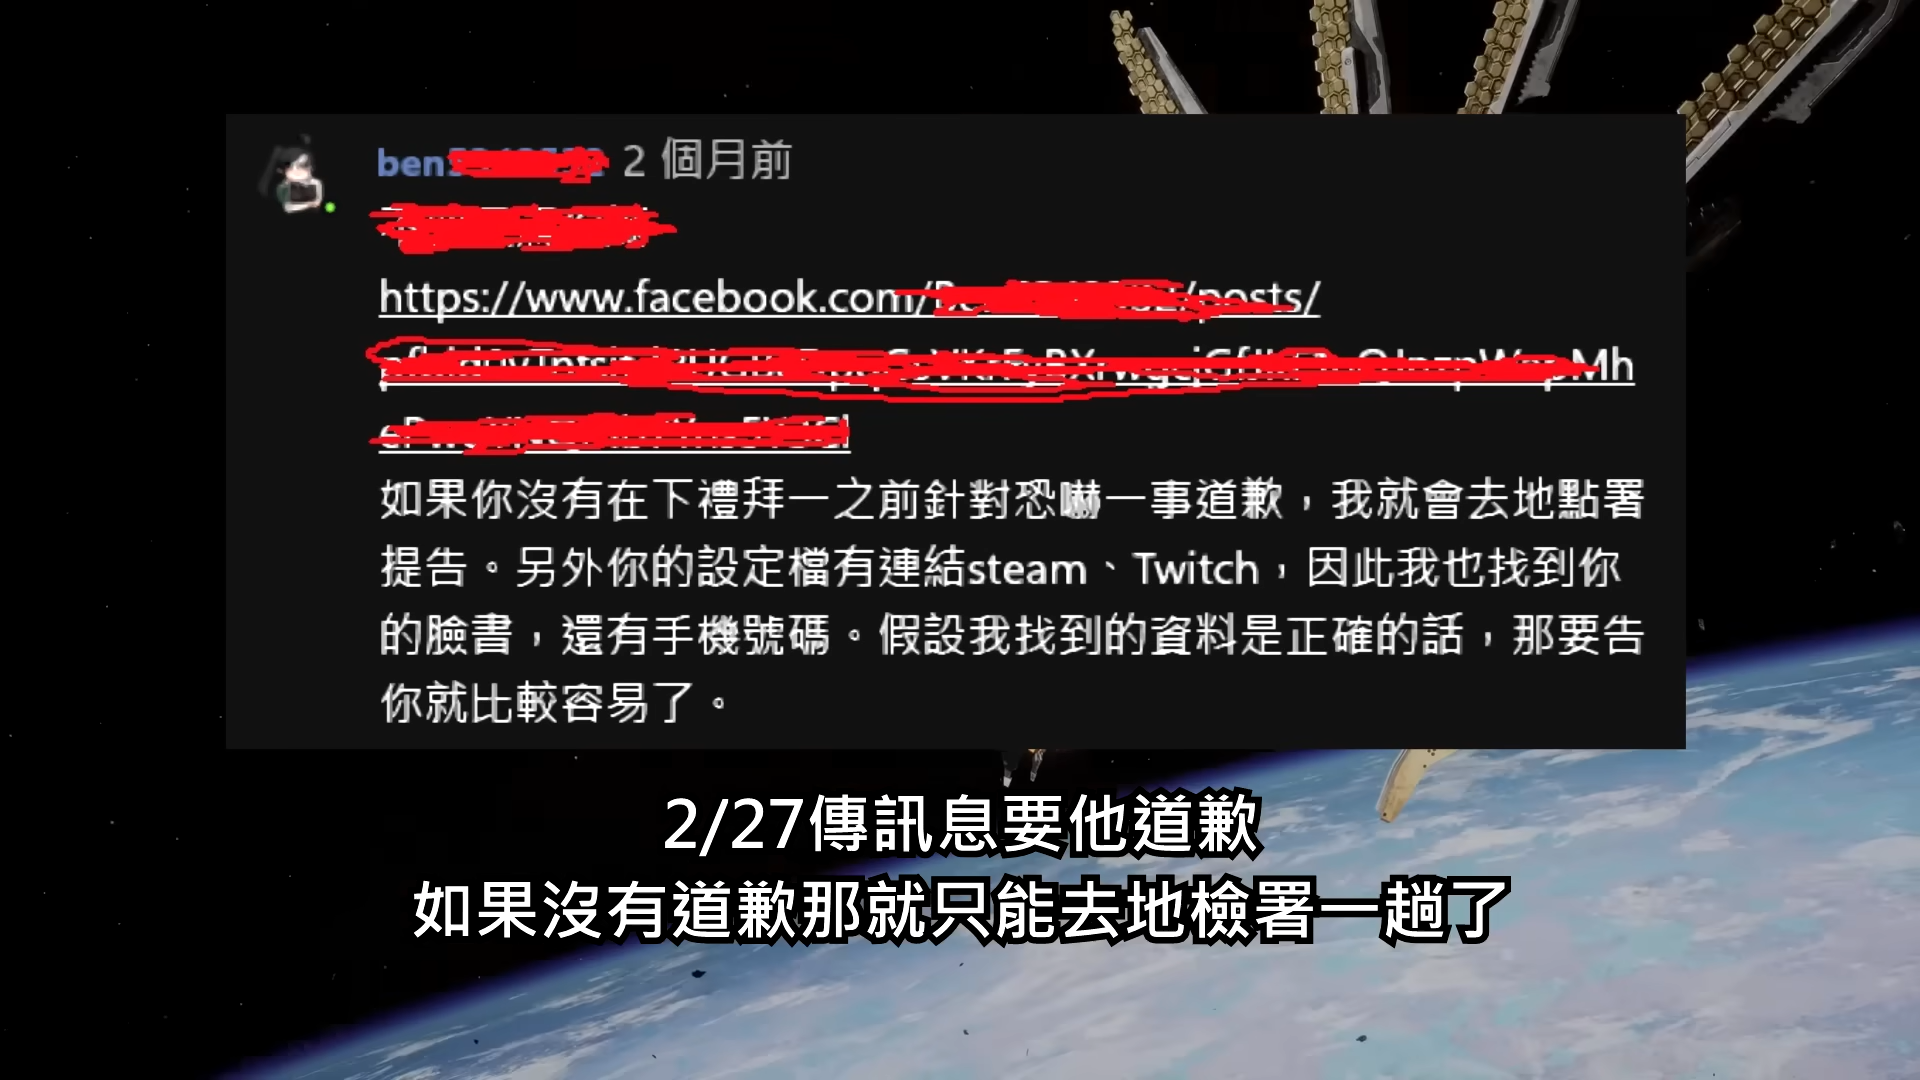 ben
2 個月前
https://www.facebook.com/ /posts/
Mh
如果你沒有在下禮拜一之前針對恐嚇一事道歉，我就會去地點署
提告。另外你的設定檔有連結steam、Twitch，因此我也找到你
的臉書，還有手機號碼。假設我找到的資料是正確的話，那要告
你就比較容易了。
2/27傳訊息要他道歉
如果沒有道歉那就只能去地檢署一趟了